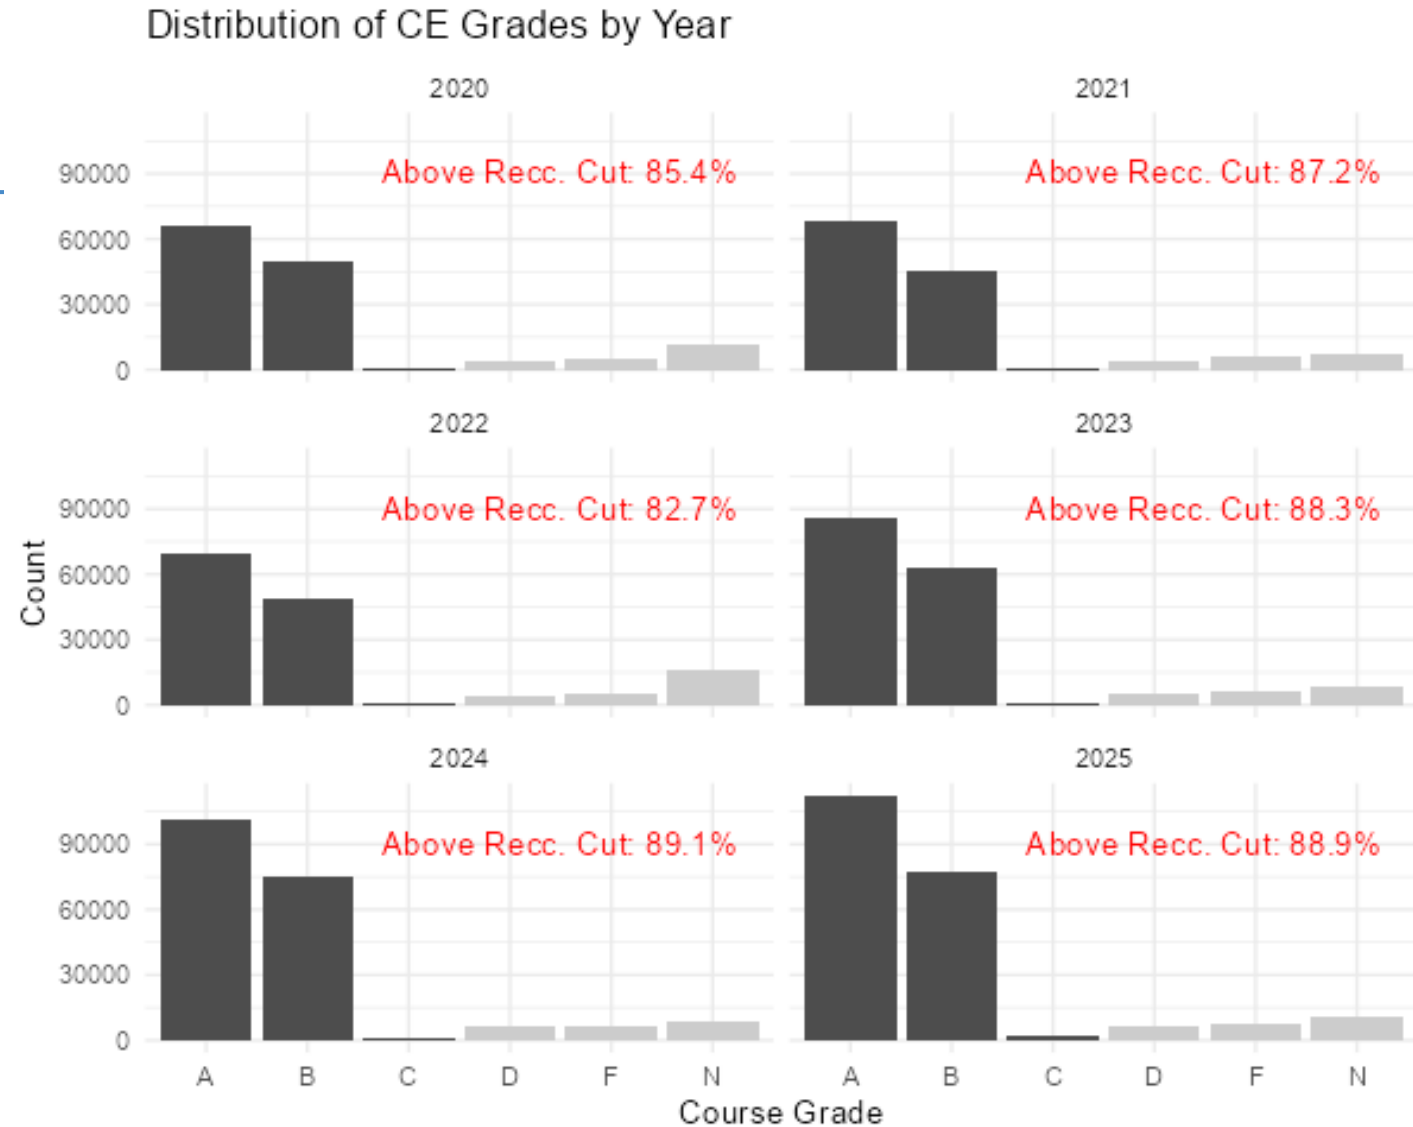 Distribution of CE Grades by Year
2020
2021
90000
Above Recc. Cut: 85.4%
Above Recc. Cut: 87.2%
60000
30000
0
2022
2023
90000
Above Recc. Cut: 82.7%
Above Recc. Cut: 88.3%
60000
30000
0
Count
2024
2025
90000
Above Recc. Cut: 89.1%
Above Recc. Cut: 88.9%
60000
30000
0
A B C D F N
A B C D F N
Course Grade